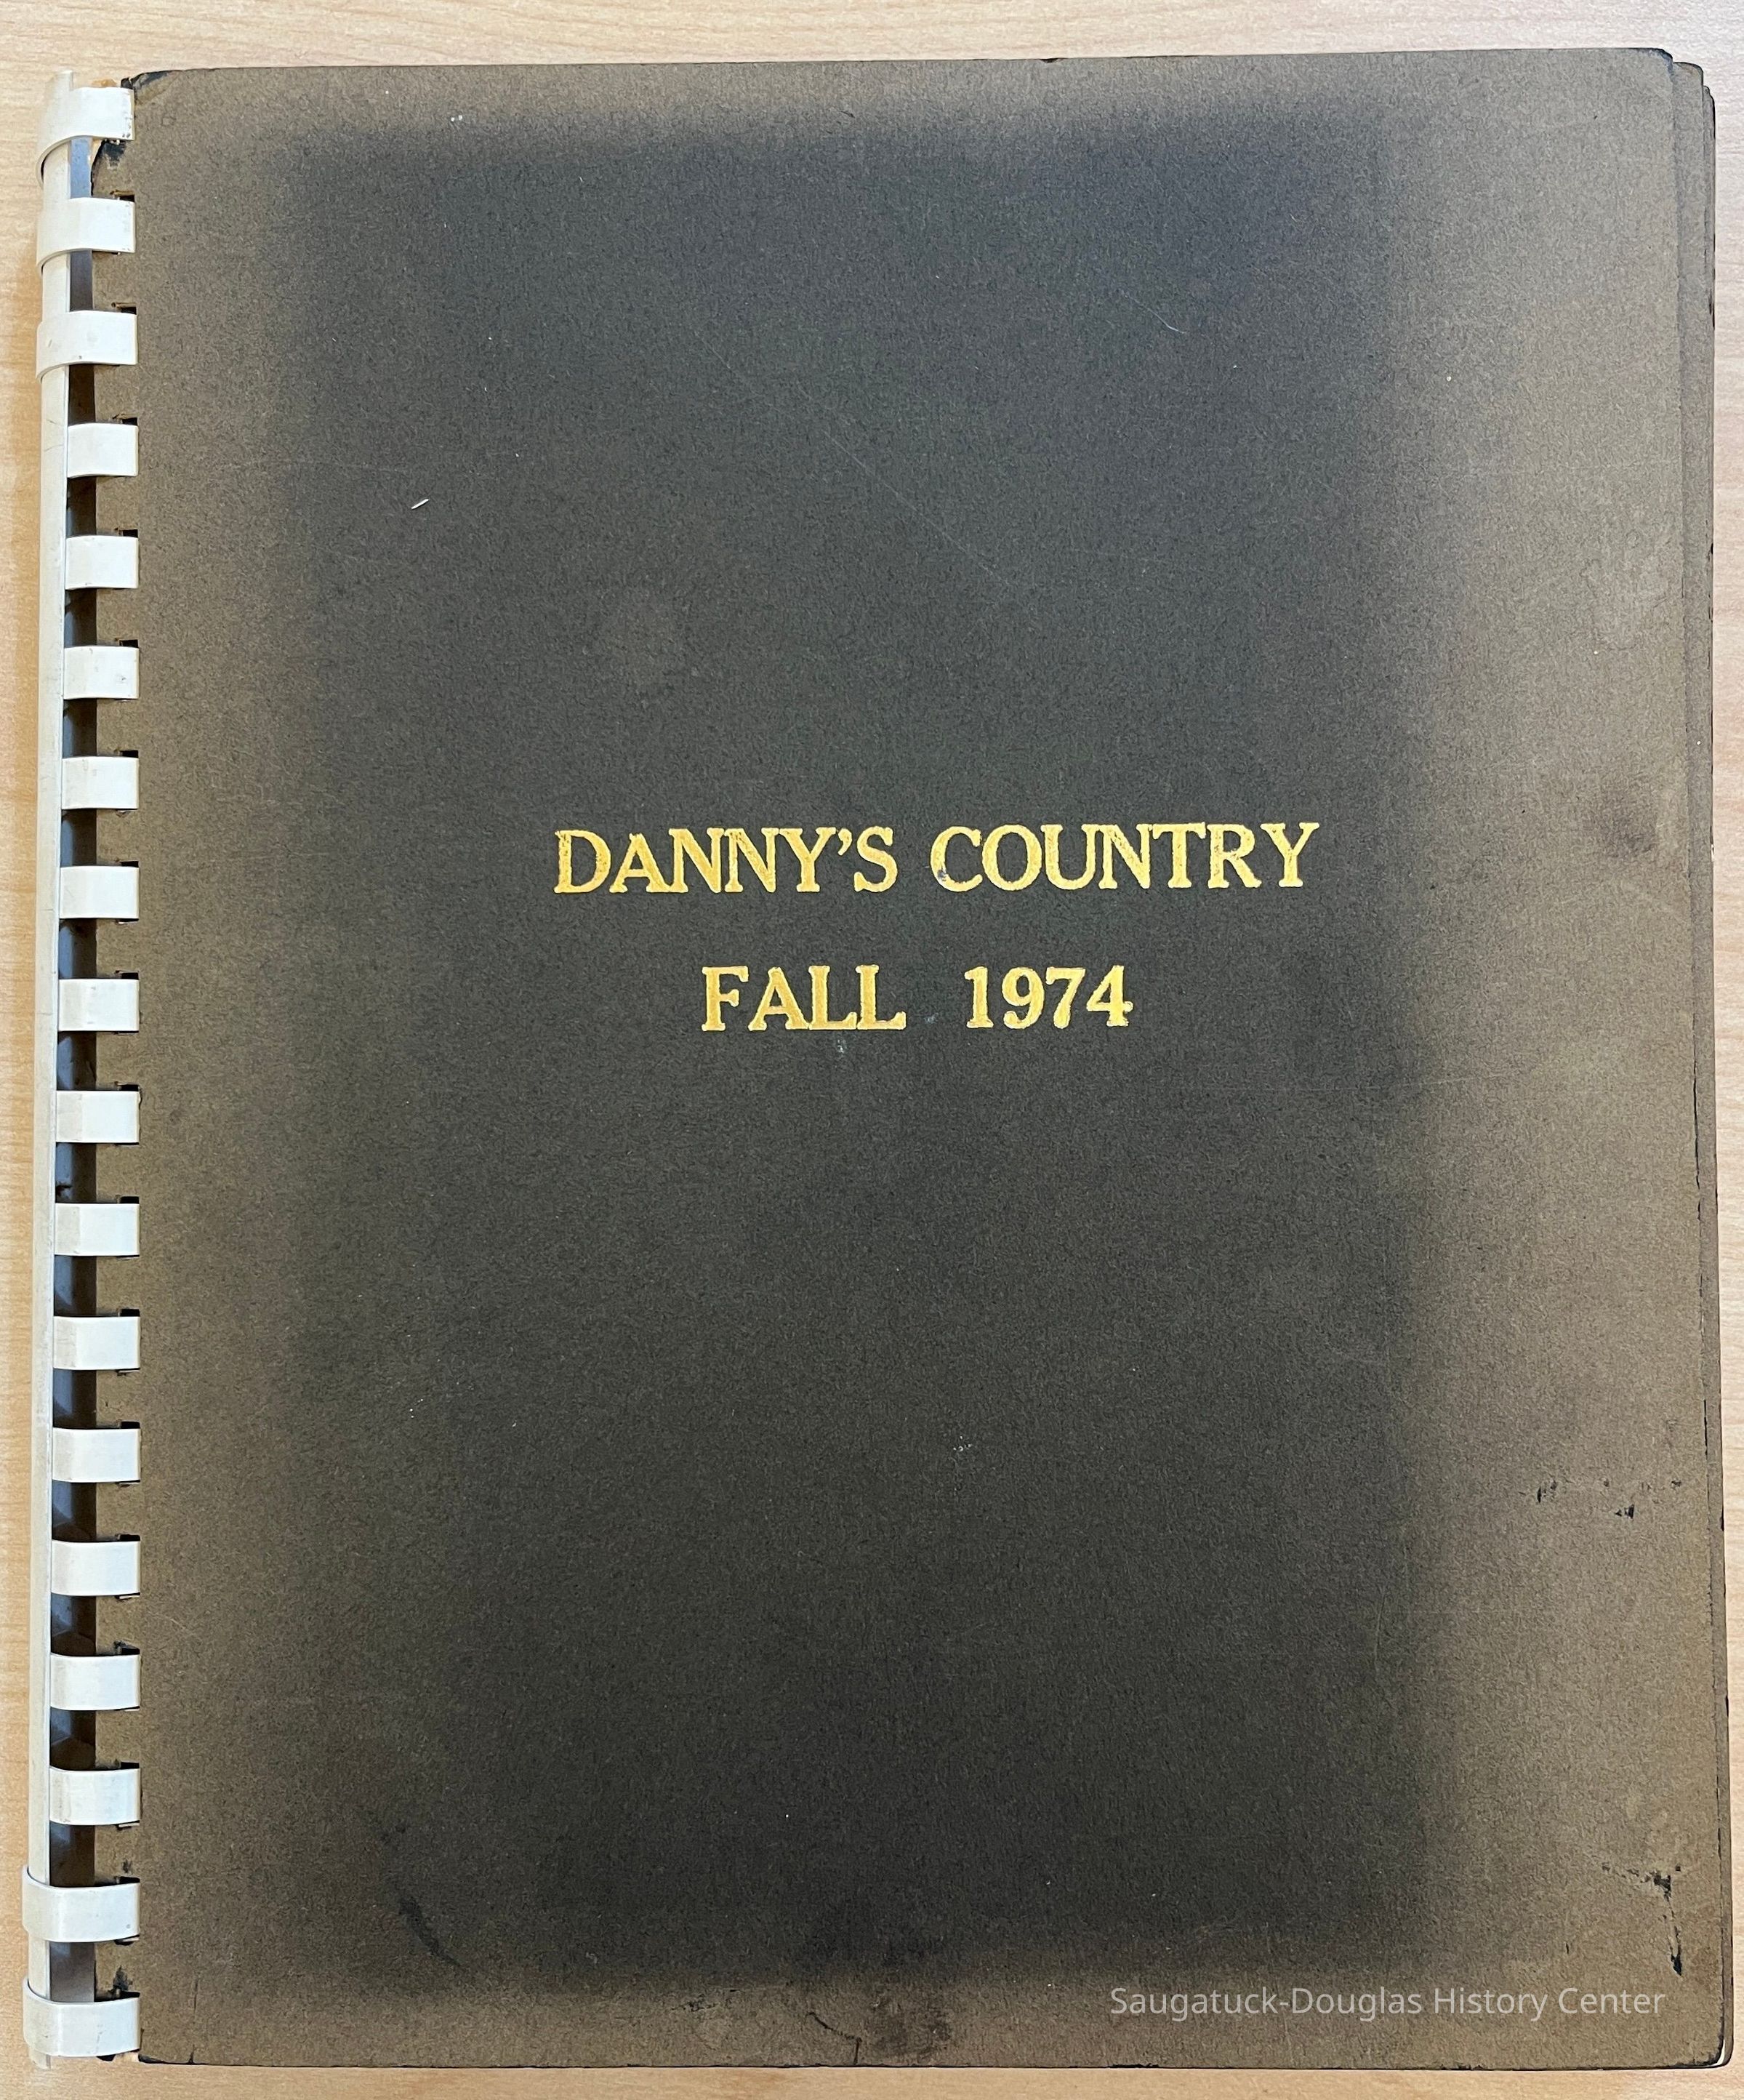 DANNY'S COUNTRY
FALL 1974
Saugatuck-Douglas History Center